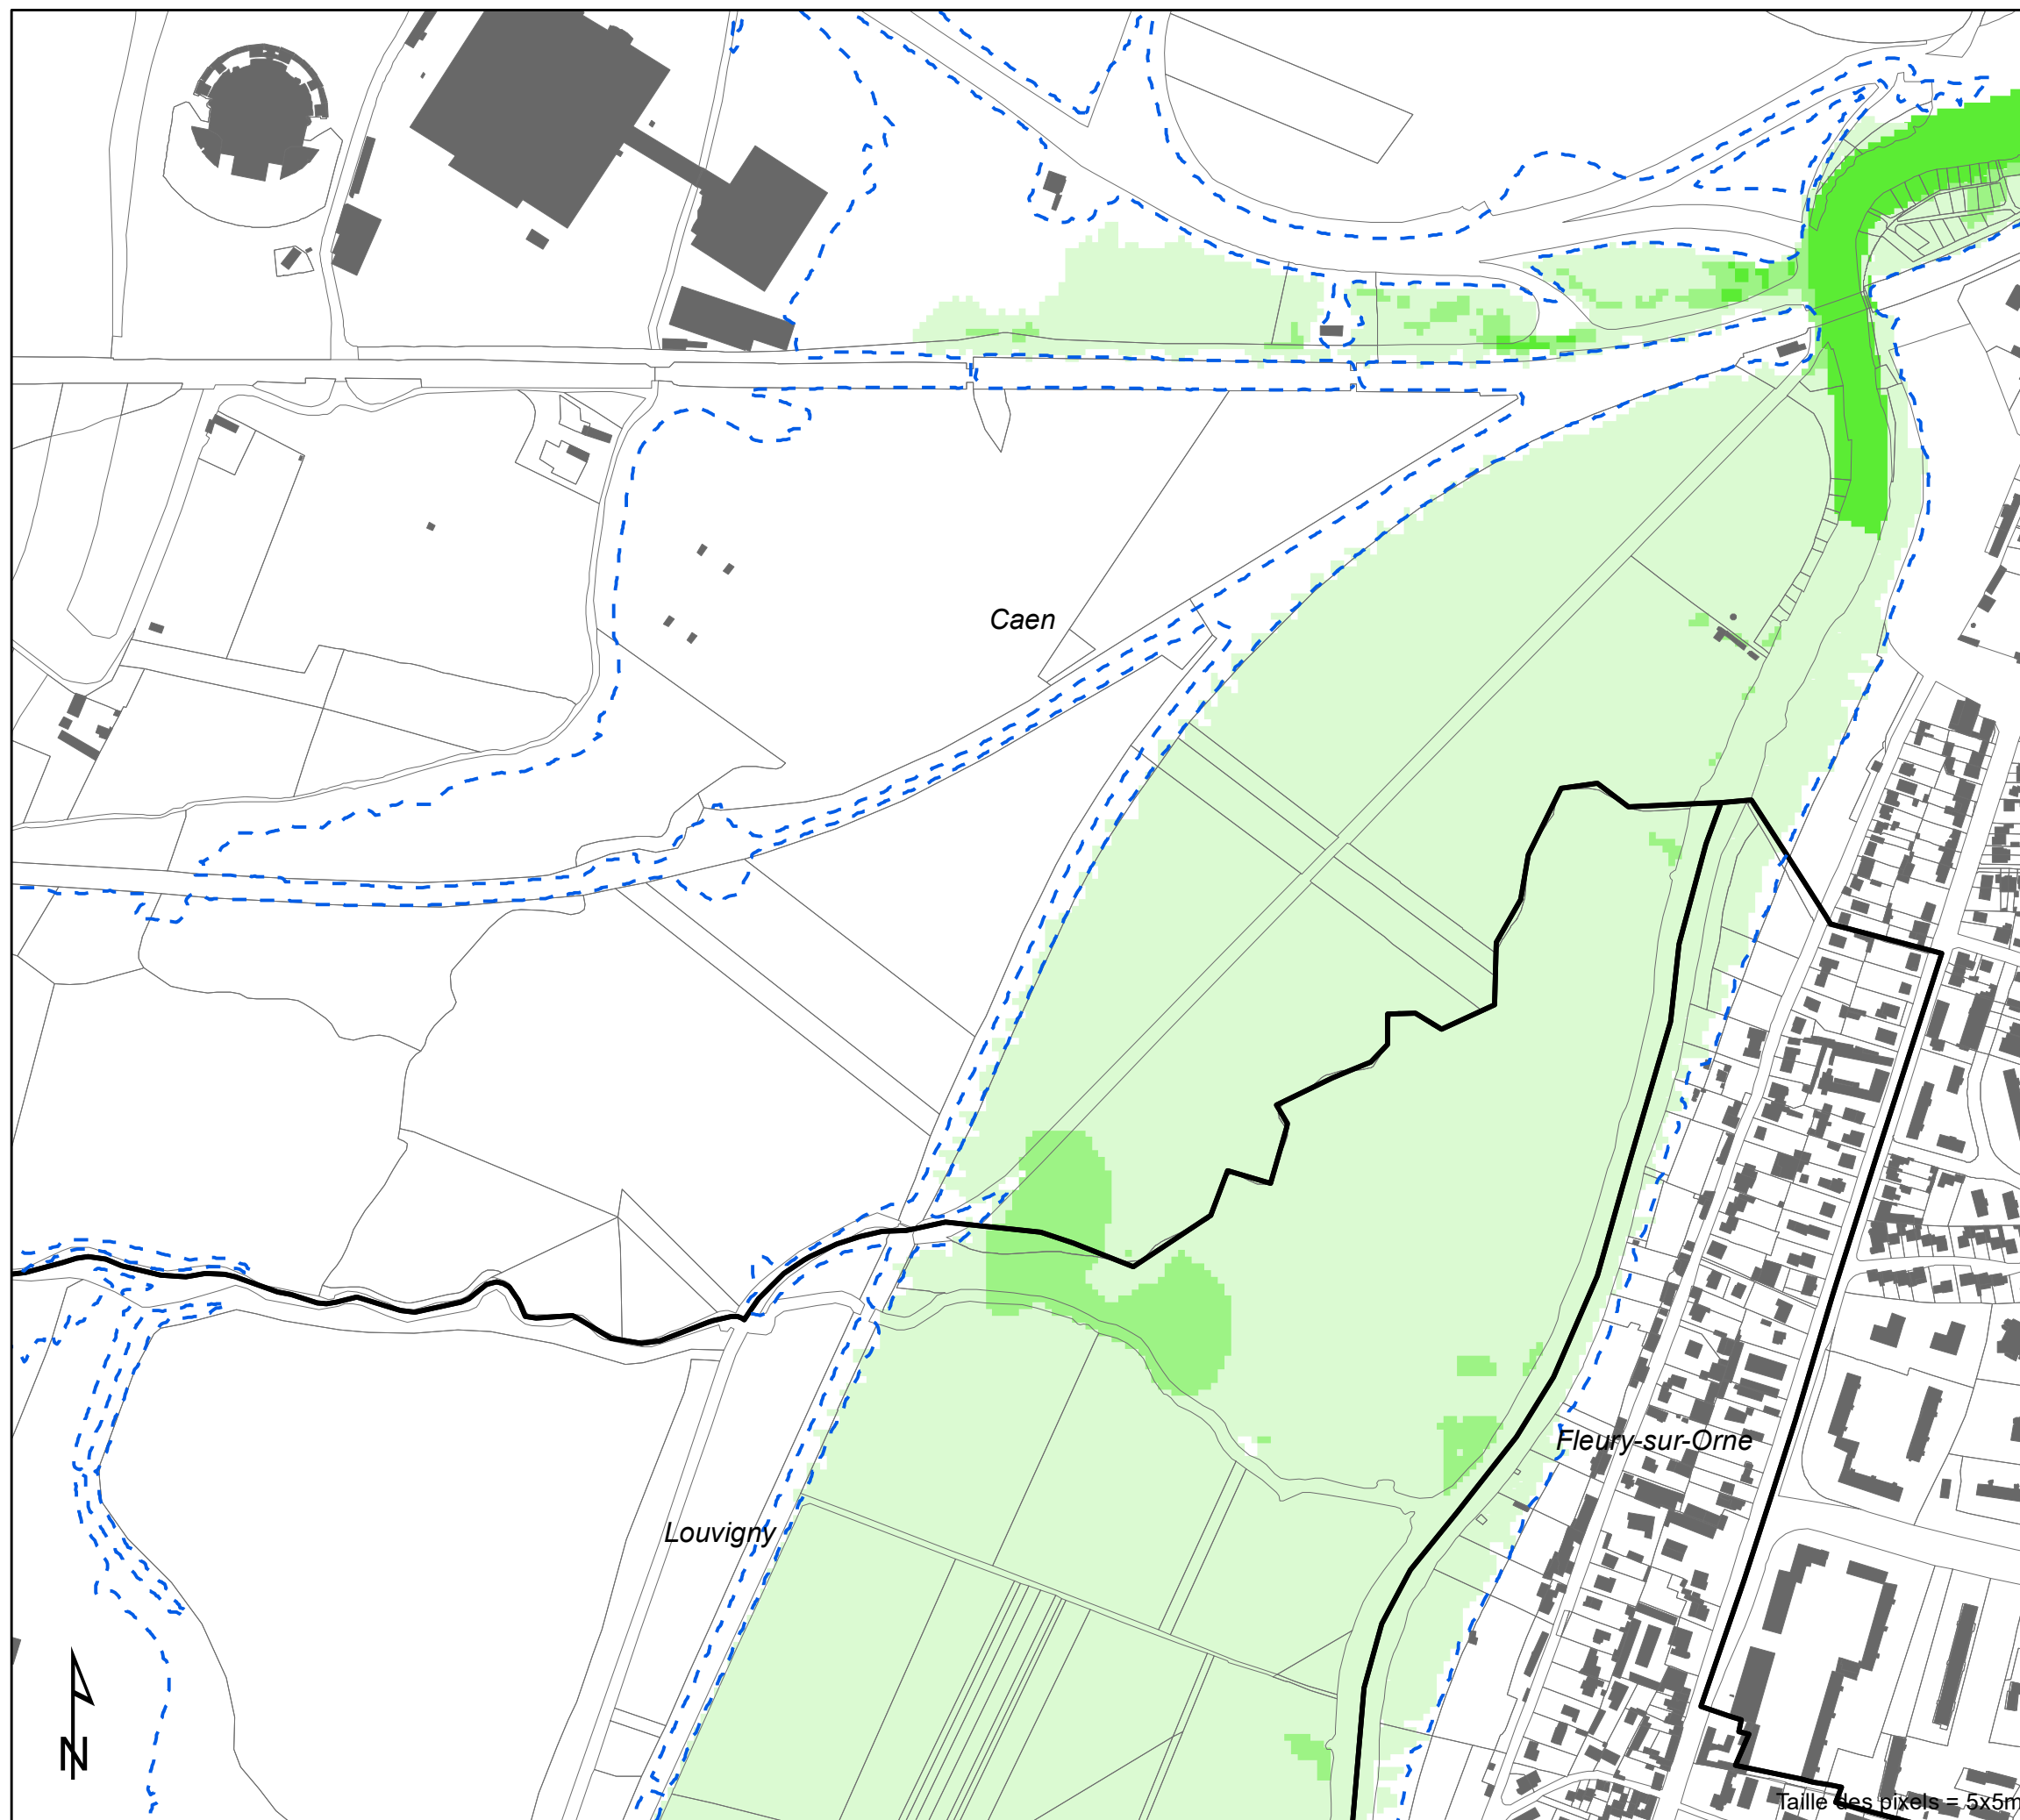 Caen
Fleury-sur-Orne
Louvigny
N
Taille des pixels = 5x5m